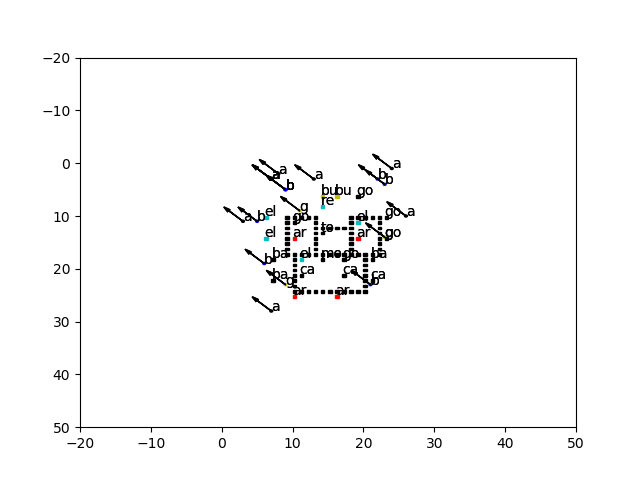 −20
−10
0
10
20
30
40
50
−20 −10 0 10 20 30 40 50
a
a a b b
a b
bu bu go
g re
el a b el go a
go
el ar to ar go
ba el mo go ba
b
ba g ca ca ca b
ar ar
a